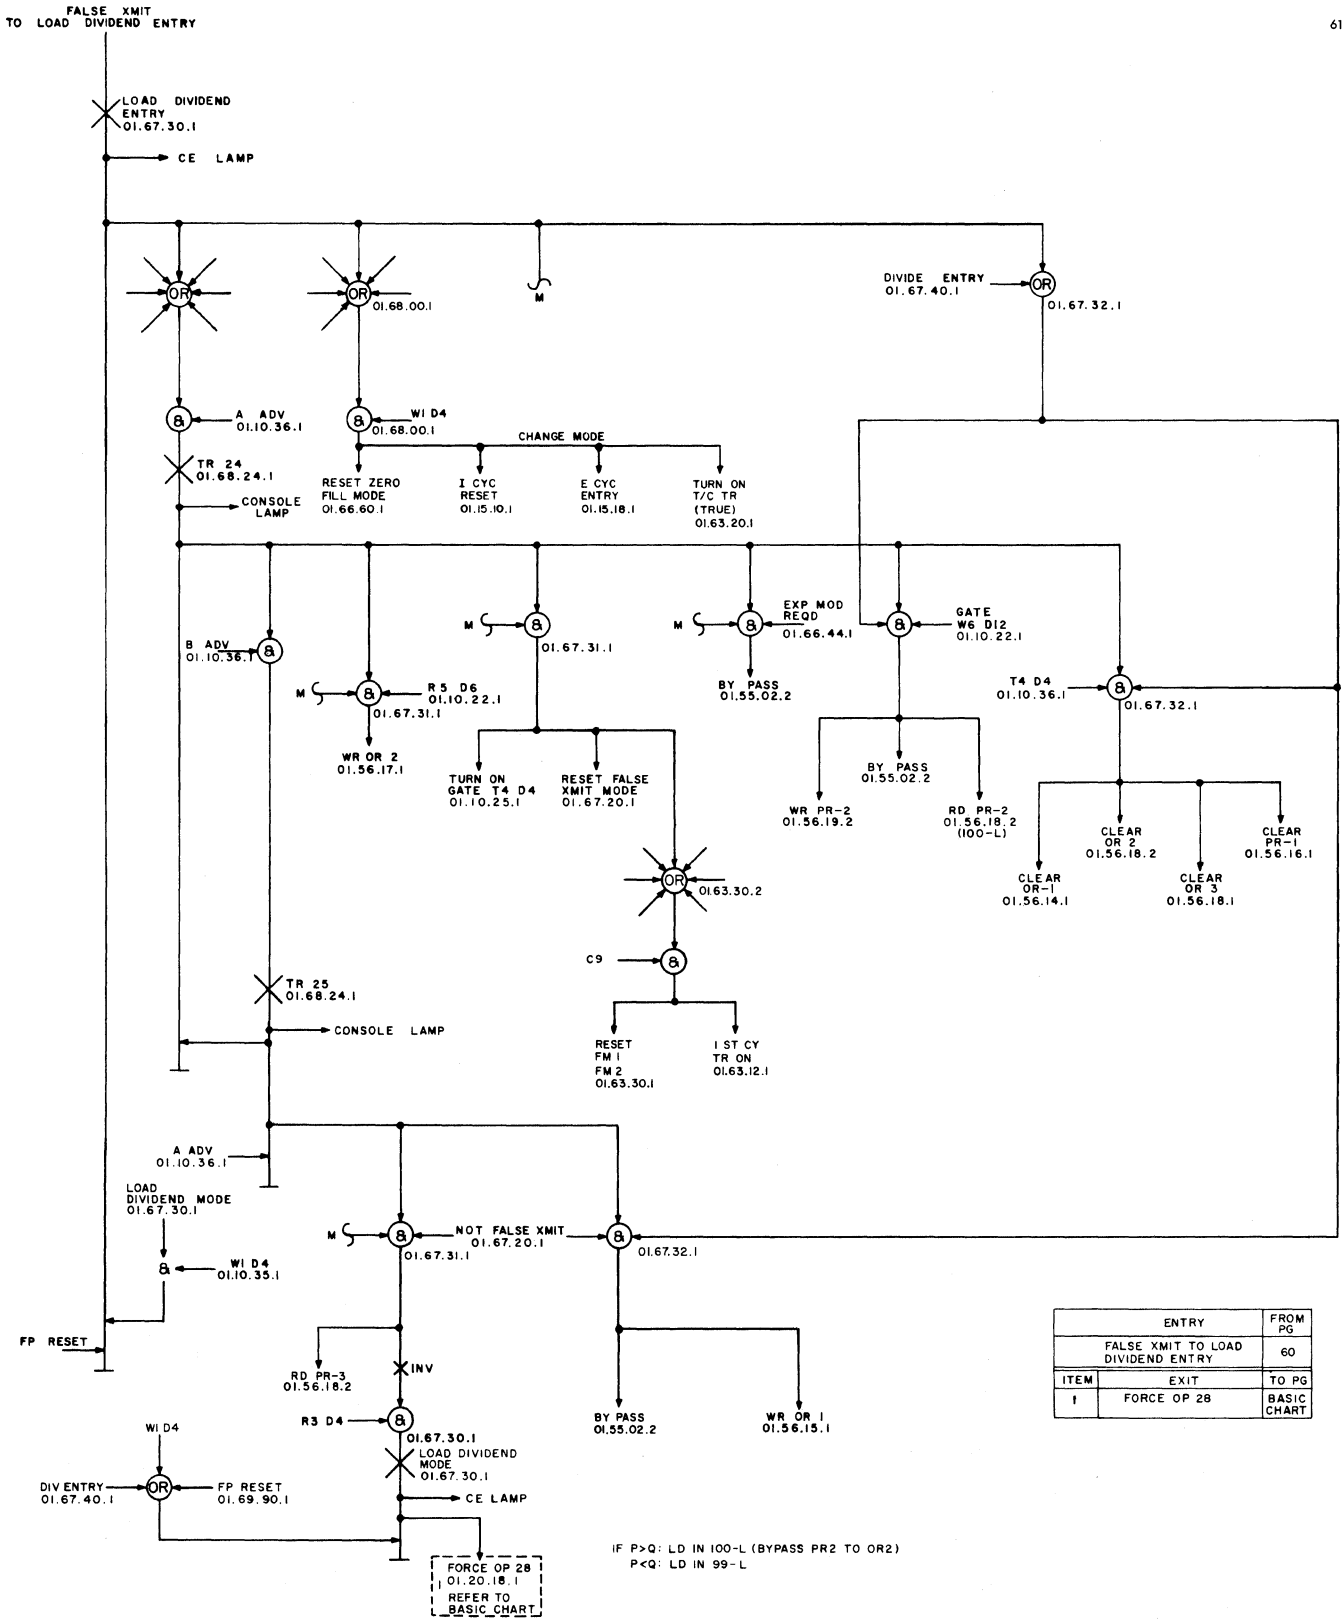 FALSE XMIT
TO LOAD DIVIDEND ENTRY
61
LOAD DIVIDEND
ENTRY
01.67.30.1
CE LAMP
OR
OR
01.68.00.1
M
DIVIDE ENTRY
01.67.40.1
OR
01.67.32.1
&
A ADV
01.10.36.1
&
W1 D4
01.68.00.1
CHANGE MODE
TR 24
01.68.24.1
RESET ZERO
FILL MODE
01.66.60.1
I CYC
RESET
01.15.10.1
E CYC
ENTRY
01.15.18.1
TURN ON
T/C TR
(TRUE)
01.63.20.1
CONSOLE
LAMP
B ADV
01.10.36.1
&
M
&
R5 D6
01.10.22.1
01.67.31.1
WR OR 2
01.56.17.1
M
&
01.67.31.1
M
&
EXP MOD
REQD
01.66.44.1
BY PASS
01.55.02.2
&
GATE
W6 D12
01.10.22.1
T4 D4
01.10.36.1
&
01.67.32.1
TURN ON
GATE T4 D4
01.10.25.1
RESET FALSE
XMIT MODE
01.67.20.1
WR PR-2
01.56.19.2
BY PASS
01.55.02.2
RD PR-2
01.56.18.2
(100-L)
CLEAR
OR-1
01.56.14.1
CLEAR
OR 2
01.56.18.2
CLEAR
OR 3
01.56.18.1
CLEAR
PR-1
01.56.16.1
OR
01.63.30.2
C9
&
TR 25
01.68.24.1
CONSOLE LAMP
RESET
FM 1
FM 2
01.63.30.1
1 ST CY
TR ON
01.63.12.1
A ADV
01.10.36.1
LOAD
DIVIDEND MODE
01.67.30.1
M
&
NOT FALSE XMIT
01.67.20.1
01.67.31.1
&
01.67.32.1
&
W1 D4
01.10.35.1
FP RESET
RD PR-3
01.56.18.2
INV
R3 D4
&
01.67.30.1
BY PASS
01.55.02.2
WR OR 1
01.56.15.1
LOAD DIVIDEND
MODE
01.67.30.1
W1 D4
DIV ENTRY
01.67.40.1
OR
FP RESET
01.69.90.1
CE LAMP
1
FORCE OP 28
01.20.18.1
REFER TO
BASIC CHART
IF P>Q: LD IN 100-L (BYPASS PR2 TO OR2)
P<Q: LD IN 99-L
ENTRY
FROM
PG
FALSE XMIT TO LOAD
DIVIDEND ENTRY
60
ITEM
EXIT
TO PG
1
FORCE OP 28
BASIC
CHART